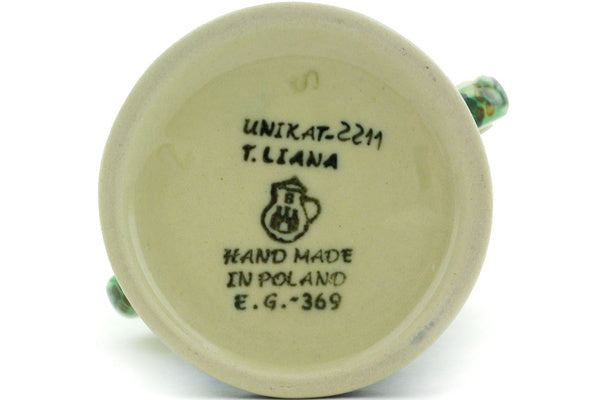 UNIKAT-2211
T.LIANA
B
HAND MADE
IN POLAND
E.G.-369